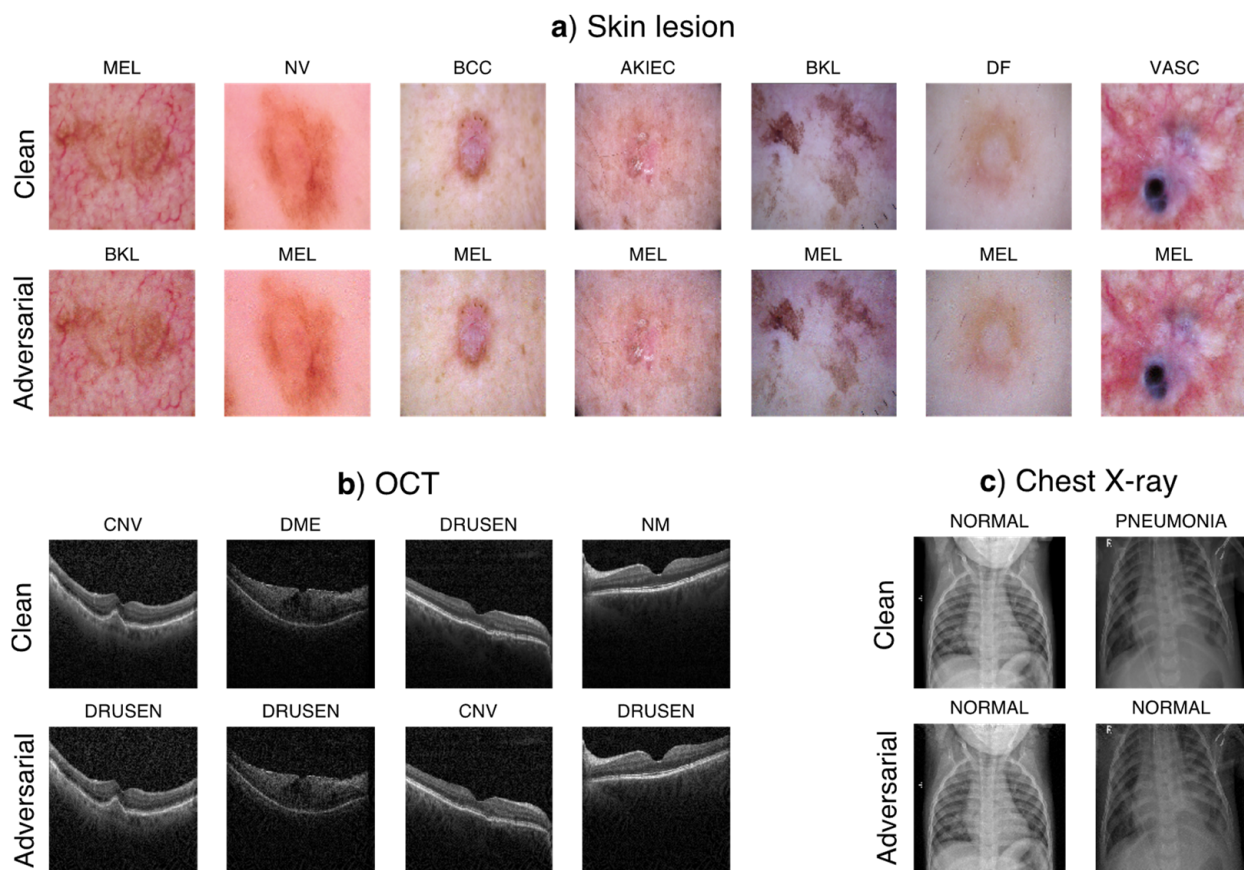 a) Skin lesion
MEL NV BCC AKIEC BKL DF VASC
Clean
BKL MEL MEL MEL MEL MEL MEL
Adversarial
b) OCT
CNV DME DRUSEN NM
Clean
DRUSEN DRUSEN CNV DRUSEN
Adversarial
c) Chest X-ray
NORMAL PNEUMONIA
Clean
NORMAL NORMAL
Adversarial